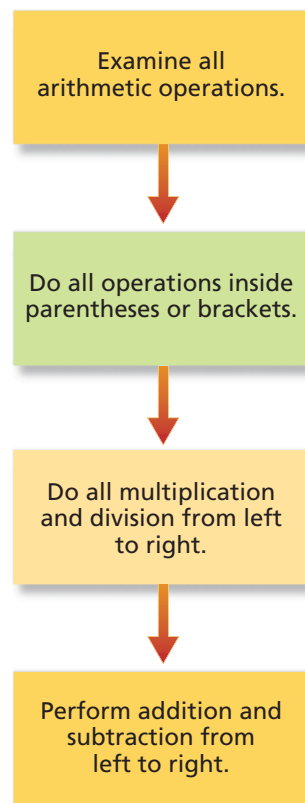 Examine all
arithmetic operations.
Do all operations inside
parentheses or brackets.
Do all multiplication
and division from left
to right.
Perform addition and
subtraction from
left to right.